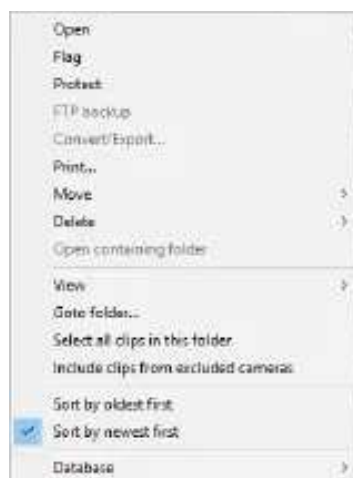 Open
Flag
Protect
FTP backup
Convert/Export...
Print...
Move
Delete
Open containing folder
View
Goto folder...
Select all clips in this folder
Include clips from excluded cameras
Sort by oldest first
Sort by newest first
Database